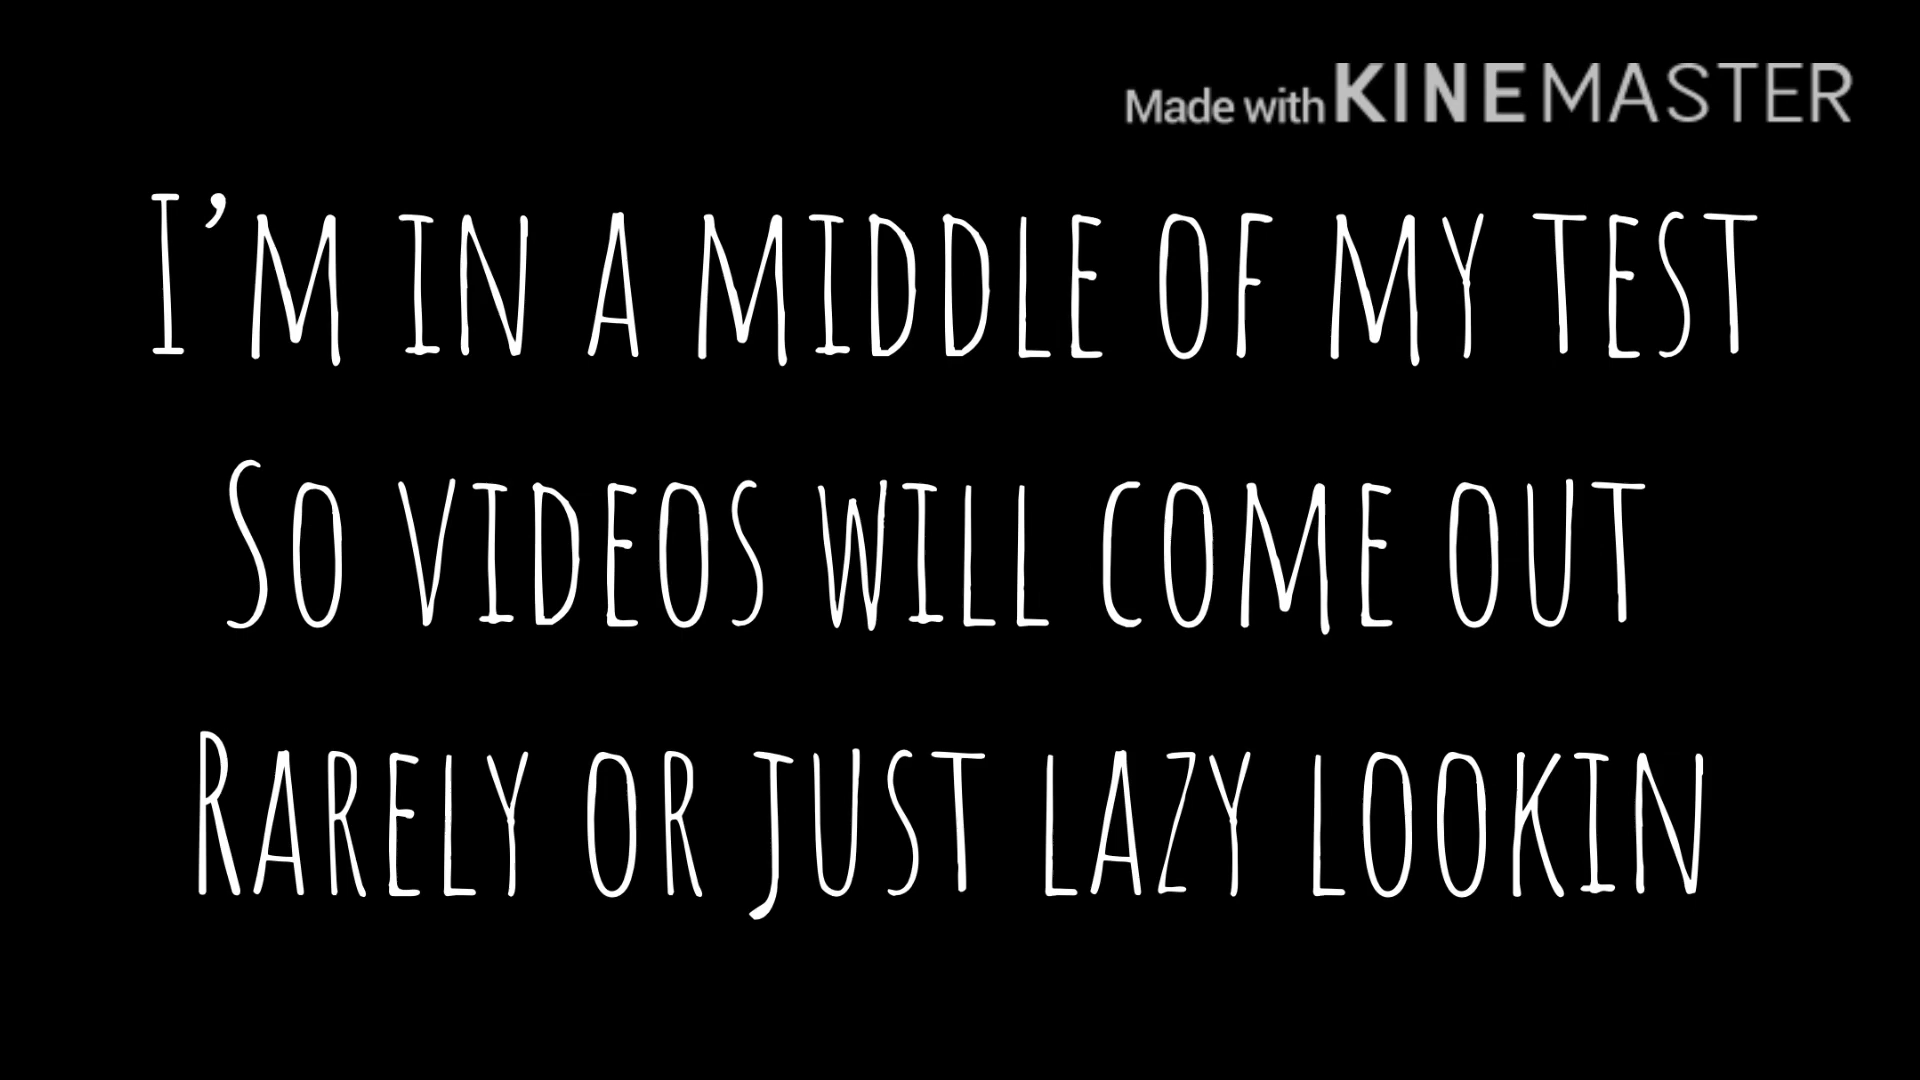 Made with KINEMASTER
I'm in a middle of my test
So videos will come out
Rarely or just lazy lookin